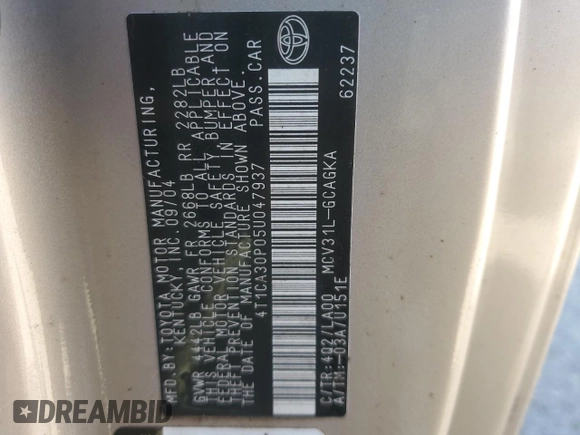 MFD.BY:TOYOTA MOTOR MANUFACTURING,
KENTUCKY, INC.09/04
GVWR 4442LB GAWR FR 2668LB RR 2282LB
THIS VEHICLE CONFORMS TO ALL APPLICABLE
FEDERAL MOTOR VEHICLE SAFETY, BUMPER,AND
THEFT PREVENTION STANDARDS IN EFFECT ON
THE DATE OF MANUFACTURE SHOWN ABOVE.
4T1CA30P05U047937 PASS.CAR
C/TR:4Q2/LA00 MCV31L-GCAGKA
A/TM:-03A/U151E
62237
DREAMBID